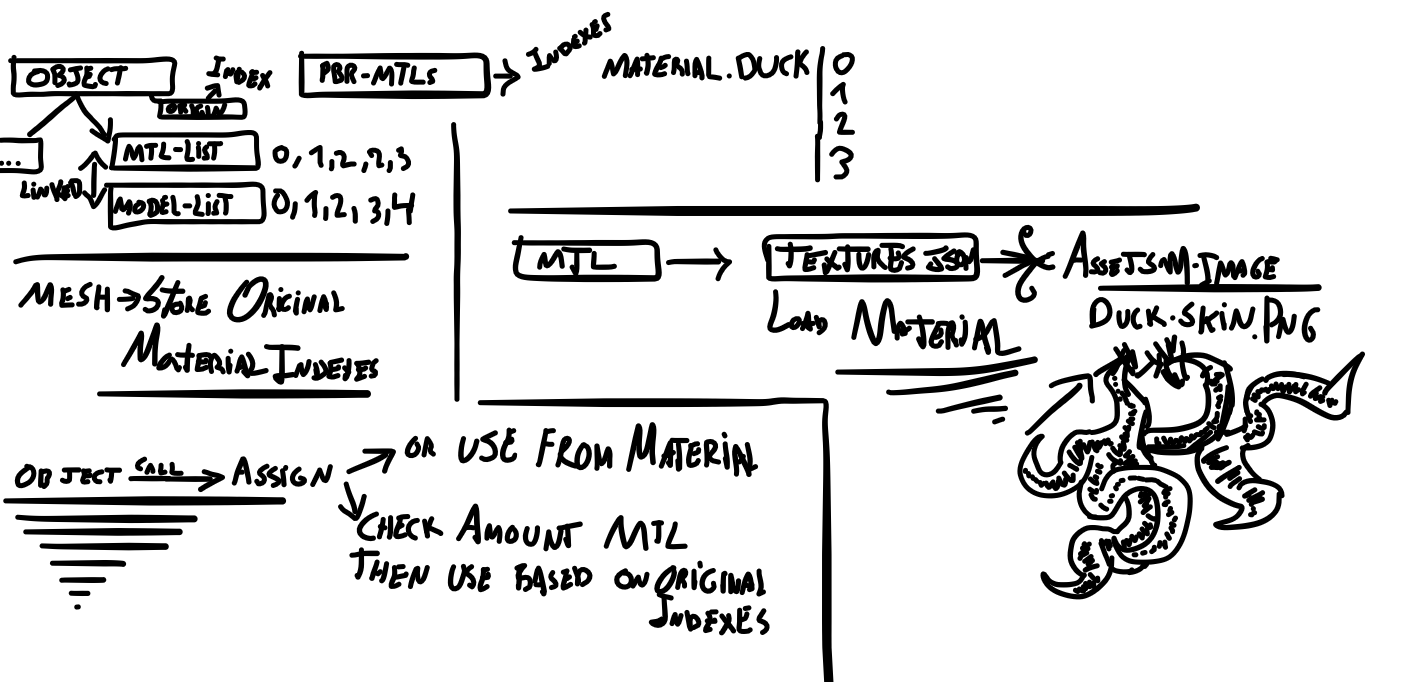 OBJECT
INDEX
ORIGIN
...
MTL-LIST 0, 1, 2, 2, 3
LINKED
MODEL-LIST 0, 1, 2, 3, 4
PBR-MTLs
INDEXES
MATERIAL.DUCK 0
1
2
3
MESH → STORE ORIGINAL
MATERIAL INDEXES
MTL → TEXTURES JSON
ASSETS-M-IMAGE
LOAD MATERIAL
DUCK.SKIN.PNG
OBJECT CALL → ASSIGN
OR USE FROM MATERIAL
CHECK AMOUNT MTL
THEN USE BASED ON ORIGINAL
INDEXES